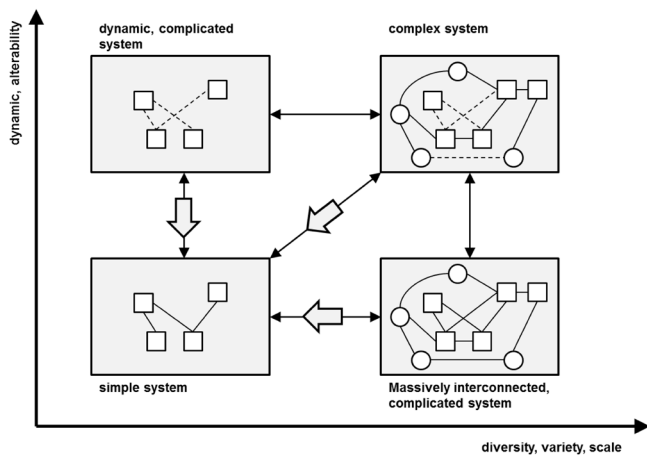 dynamic, complicated
system
complex system
dynamic, alterability
simple system
Massively interconnected,
complicated system
diversity, variety, scale